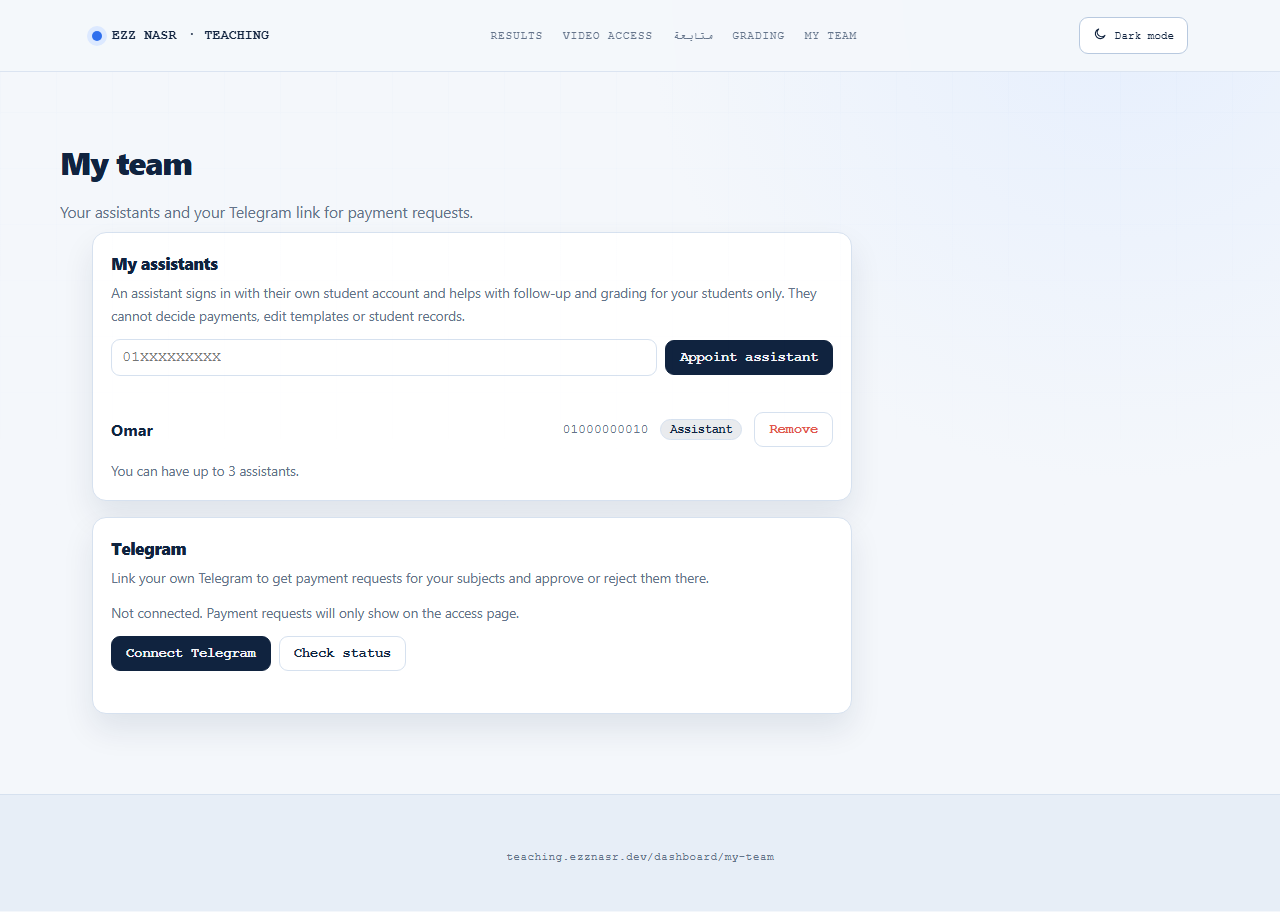 EZZ NASR · TEACHING
RESULTS VIDEO ACCESS متابعة GRADING MY TEAM
Dark mode
My team
Your assistants and your Telegram link for payment requests.
My assistants
An assistant signs in with their own student account and helps with follow-up and grading for your students only. They
cannot decide payments, edit templates or student records.
01XXXXXXXXX
Appoint assistant
Omar 01000000010 Assistant Remove
You can have up to 3 assistants.
Telegram
Link your own Telegram to get payment requests for your subjects and approve or reject them there.
Not connected. Payment requests will only show on the access page.
Connect Telegram Check status
teaching.ezznasr.dev/dashboard/my-team